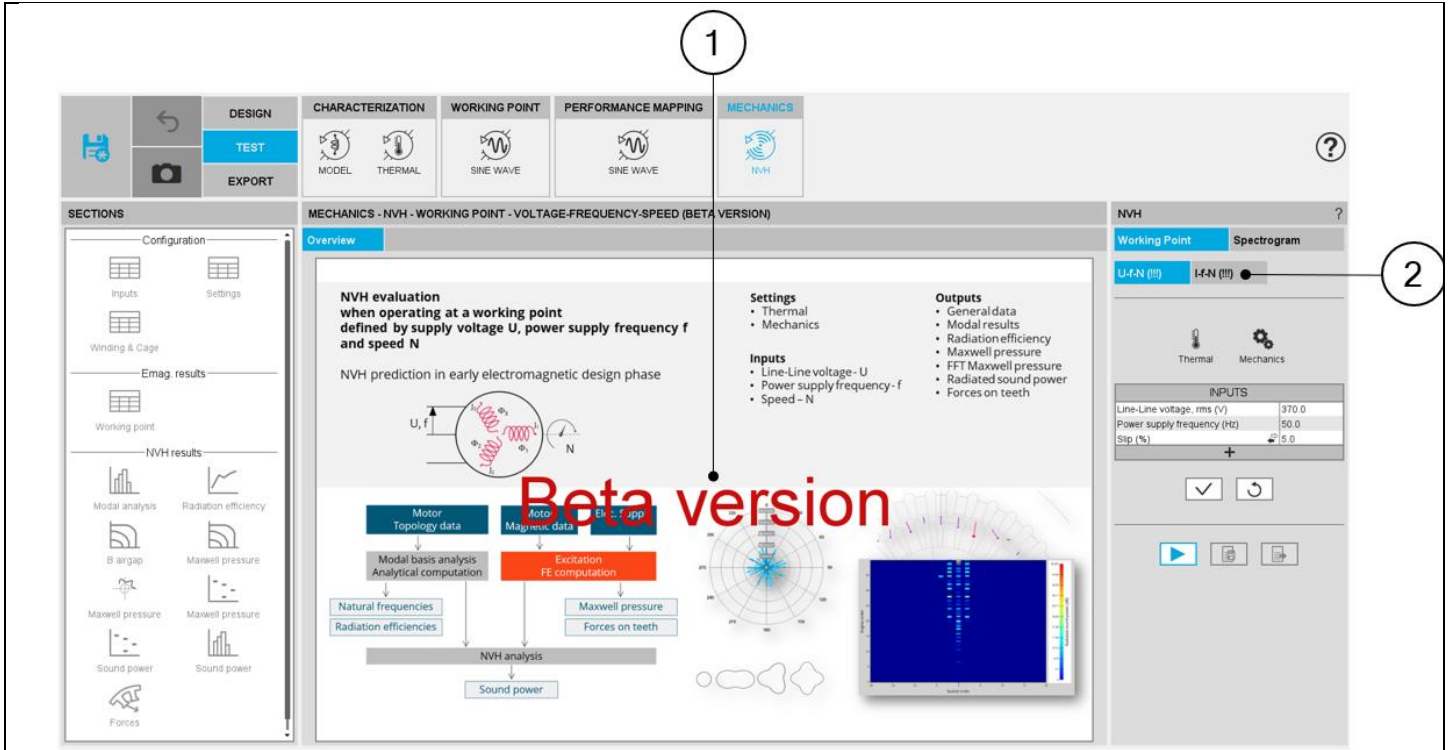 1
DESIGN
TEST
EXPORT
CHARACTERIZATION
MODEL
THERMAL
WORKING POINT
SINE WAVE
PERFORMANCE MAPPING
SINE WAVE
MECHANICS
NVH
?
SECTIONS
Configuration
Inputs
Settings
Winding & Cage
Emag. results
Working point
NVH results
Modal analysis
Radiation efficiency
B airgap
Maxwell pressure
Maxwell pressure
Maxwell pressure
Sound power
Sound power
Forces
MECHANICS - NVH - WORKING POINT - VOLTAGE-FREQUENCY-SPEED (BETA VERSION)
Overview
NVH evaluation
when operating at a working point
defined by supply voltage U, power supply frequency f
and speed N
NVH prediction in early electromagnetic design phase
Settings
• Thermal
• Mechanics
Inputs
• Line-Line voltage - U
• Power supply frequency - f
• Speed – N
Outputs
• General data
• Modal results
• Radiation efficiency
• Maxwell pressure
• FFT Maxwell pressure
• Radiated sound power
• Forces on teeth
U, f
N
Beta version
Motor
Topology data
Motor
Magnetic data
Elec. Supply
Modal basis analysis
Analytical computation
Excitation
FE computation
Natural frequencies
Radiation efficiencies
Maxwell pressure
Forces on teeth
NVH analysis
Sound power
NVH
?
Working Point
Spectrogram
U-f-N (!!!)
I-f-N (!!!)
2
Thermal
Mechanics
INPUTS
Line-Line voltage, rms (V) 370.0
Power supply frequency (Hz) 50.0
Slip (%) 5.0
+